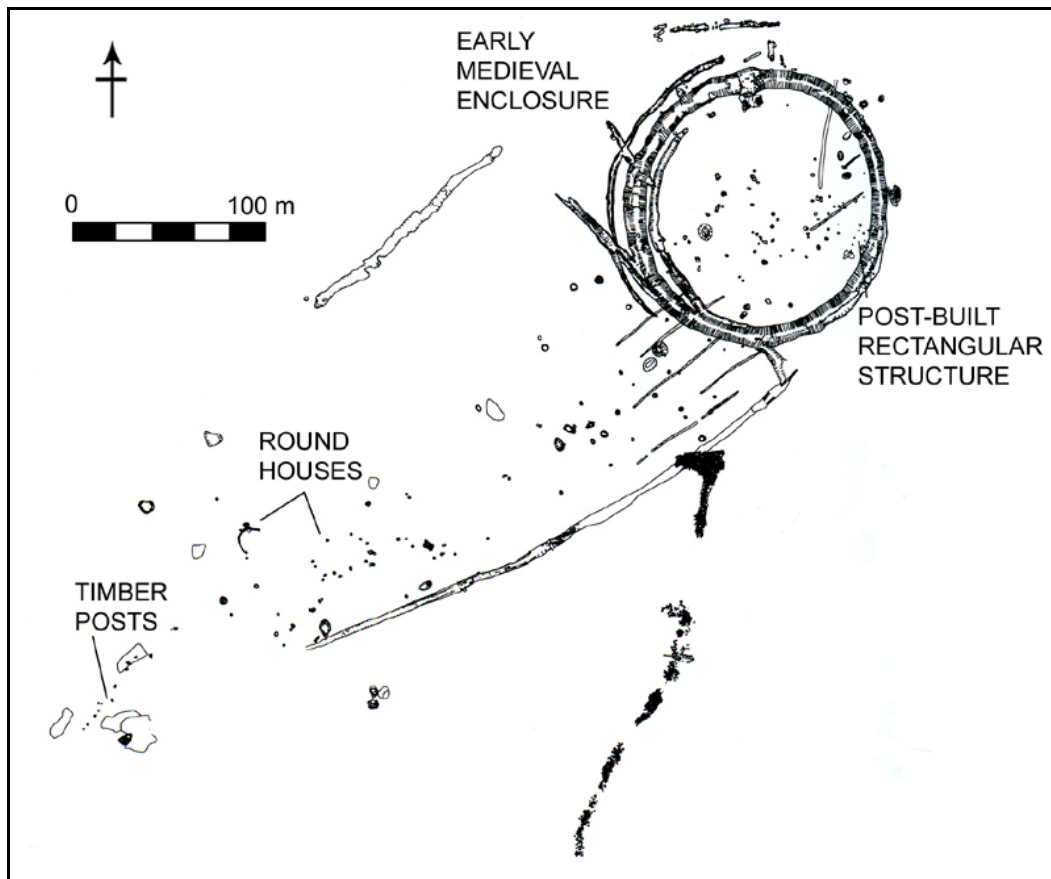 EARLY
MEDIEVAL
ENCLOSURE
0 100 m
POST-BUILT
RECTANGULAR
STRUCTURE
ROUND
HOUSES
TIMBER
POSTS